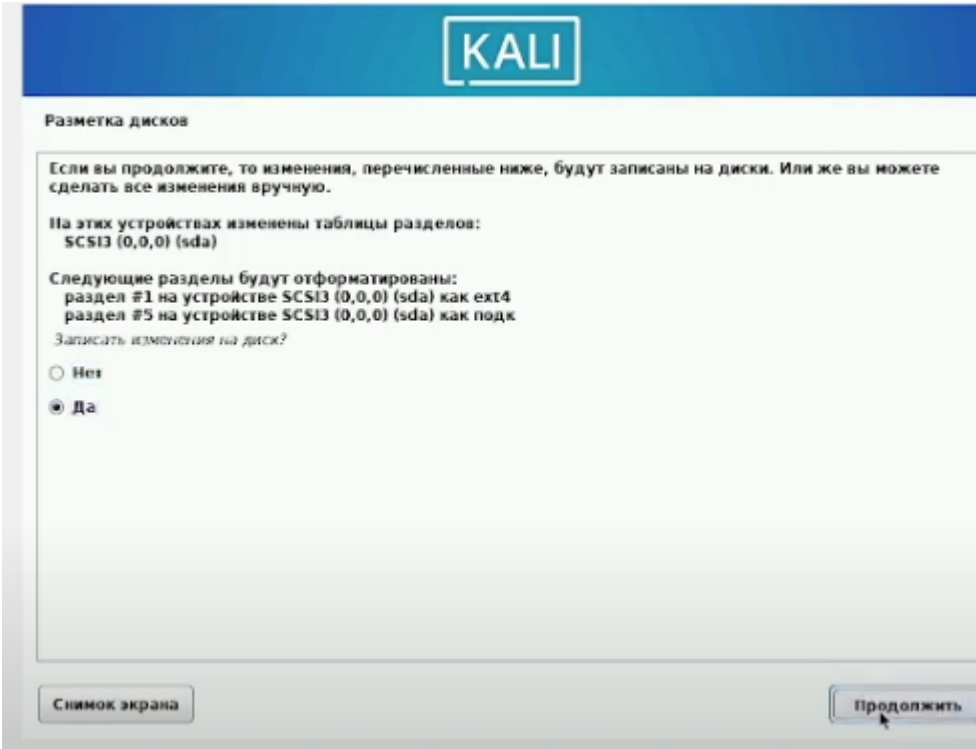 KALI
Разметка дисков
Если вы продолжите, то изменения, перечисленные ниже, будут записаны на диски. Или же вы можете
сделать все изменения вручную.
На этих устройствах изменены таблицы разделов:
SCSI3 (0,0,0) (sda)
Следующие разделы будут отформатированы:
раздел #1 на устройстве SCSI3 (0,0,0) (sda) как ext4
раздел #5 на устройстве SCSI3 (0,0,0) (sda) как подк
Записать изменения на диск?
Нет
Да
Снимок экрана
Продолжить